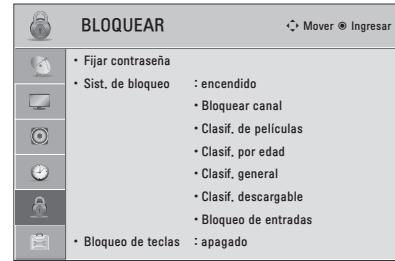 BLOQUEAR
Mover ◉ Ingresar
• Fijar contraseña
• Sist. de bloqueo : encendido
• Bloquear canal
• Clasif. de películas
• Clasif. por edad
• Clasif. general
• Clasif. descargable
• Bloqueo de entradas
• Bloqueo de teclas : apagado